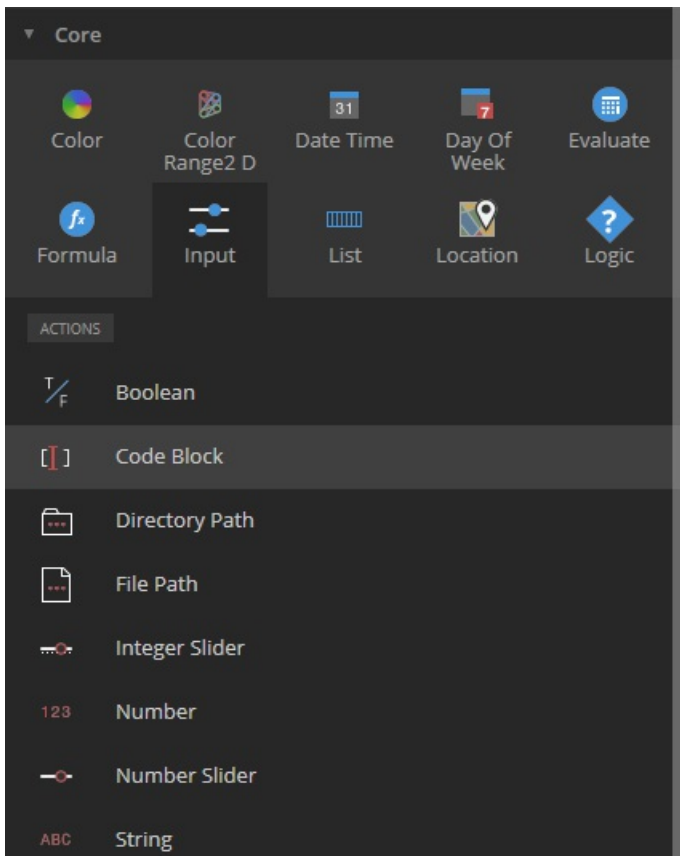 Core
31
7
Color
Color
Range2 D
Date Time
Day Of
Week
Evaluate
fx
?
Formula
Input
List
Location
Logic
ACTIONS
T/F
Boolean
[I]
Code Block
Directory Path
File Path
Integer Slider
123
Number
Number Slider
ABC
String